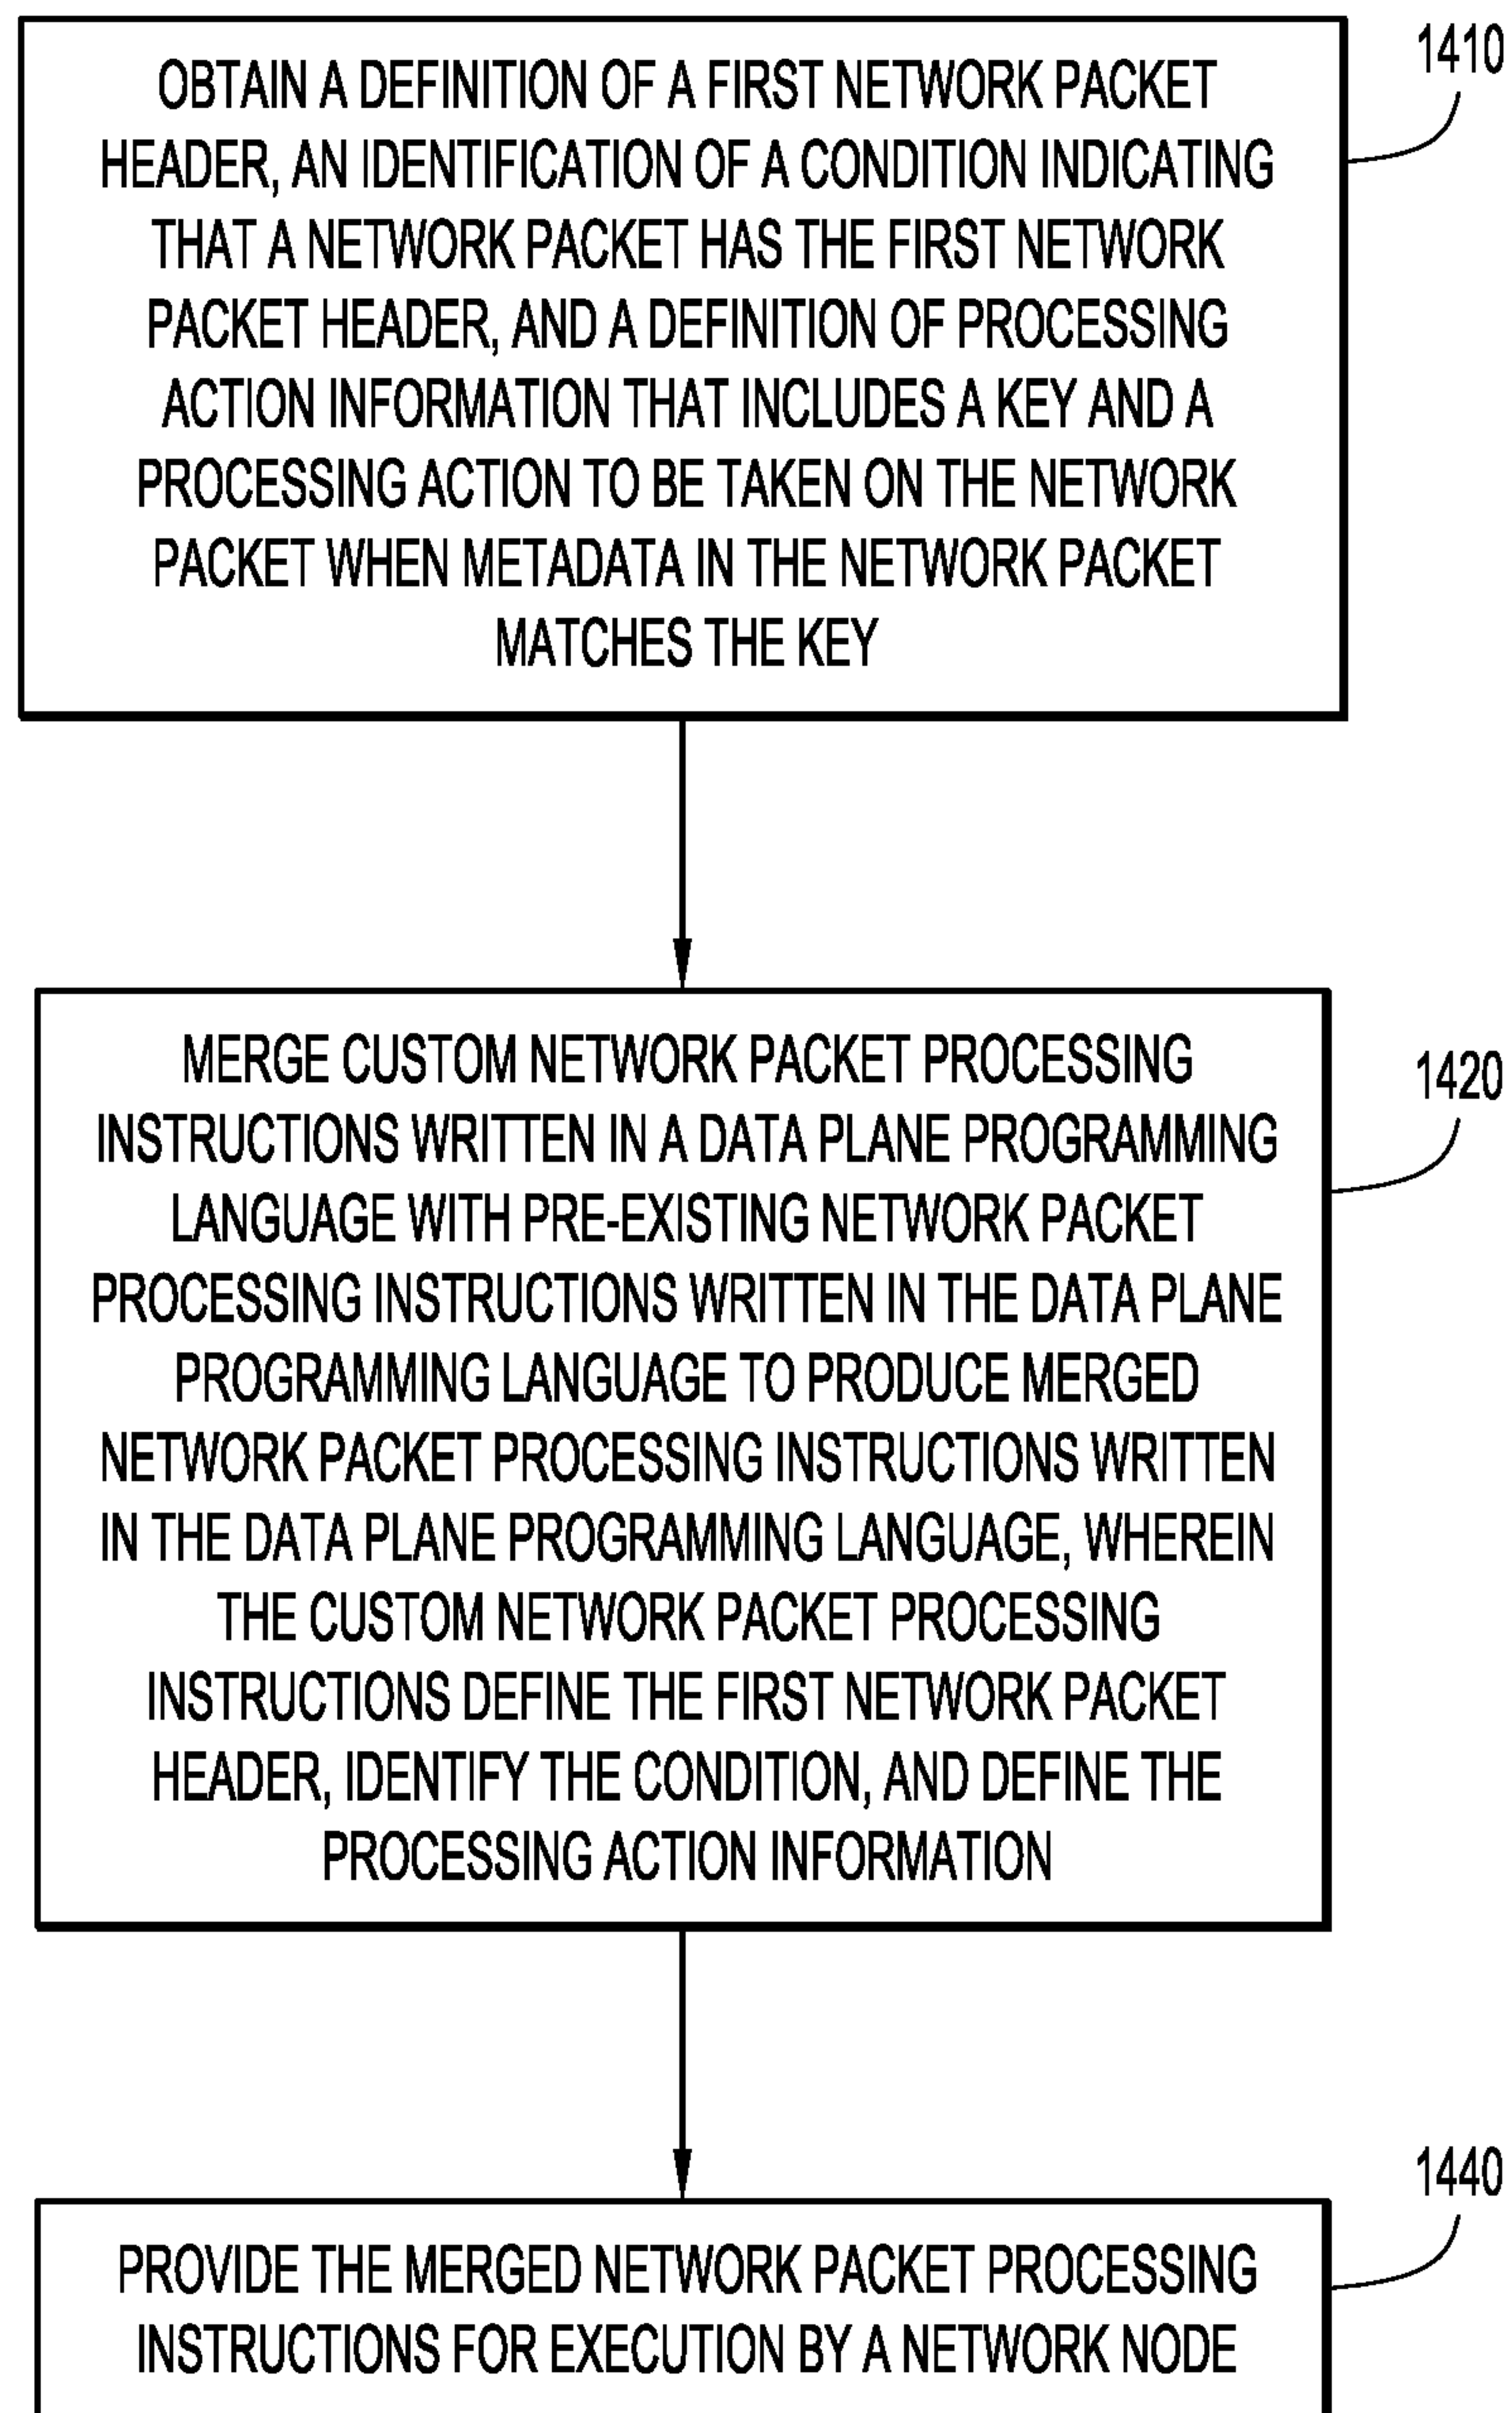 1410
OBTAIN A DEFINITION OF A FIRST NETWORK PACKET
HEADER, AN IDENTIFICATION OF A CONDITION INDICATING
THAT A NETWORK PACKET HAS THE FIRST NETWORK
PACKET HEADER, AND A DEFINITION OF PROCESSING
ACTION INFORMATION THAT INCLUDES A KEY AND A
PROCESSING ACTION TO BE TAKEN ON THE NETWORK
PACKET WHEN METADATA IN THE NETWORK PACKET
MATCHES THE KEY
1420
MERGE CUSTOM NETWORK PACKET PROCESSING
INSTRUCTIONS WRITTEN IN A DATA PLANE PROGRAMMING
LANGUAGE WITH PRE-EXISTING NETWORK PACKET
PROCESSING INSTRUCTIONS WRITTEN IN THE DATA PLANE
PROGRAMMING LANGUAGE TO PRODUCE MERGED
NETWORK PACKET PROCESSING INSTRUCTIONS WRITTEN
IN THE DATA PLANE PROGRAMMING LANGUAGE, WHEREIN
THE CUSTOM NETWORK PACKET PROCESSING
INSTRUCTIONS DEFINE THE FIRST NETWORK PACKET
HEADER, IDENTIFY THE CONDITION, AND DEFINE THE
PROCESSING ACTION INFORMATION
1440
PROVIDE THE MERGED NETWORK PACKET PROCESSING
INSTRUCTIONS FOR EXECUTION BY A NETWORK NODE